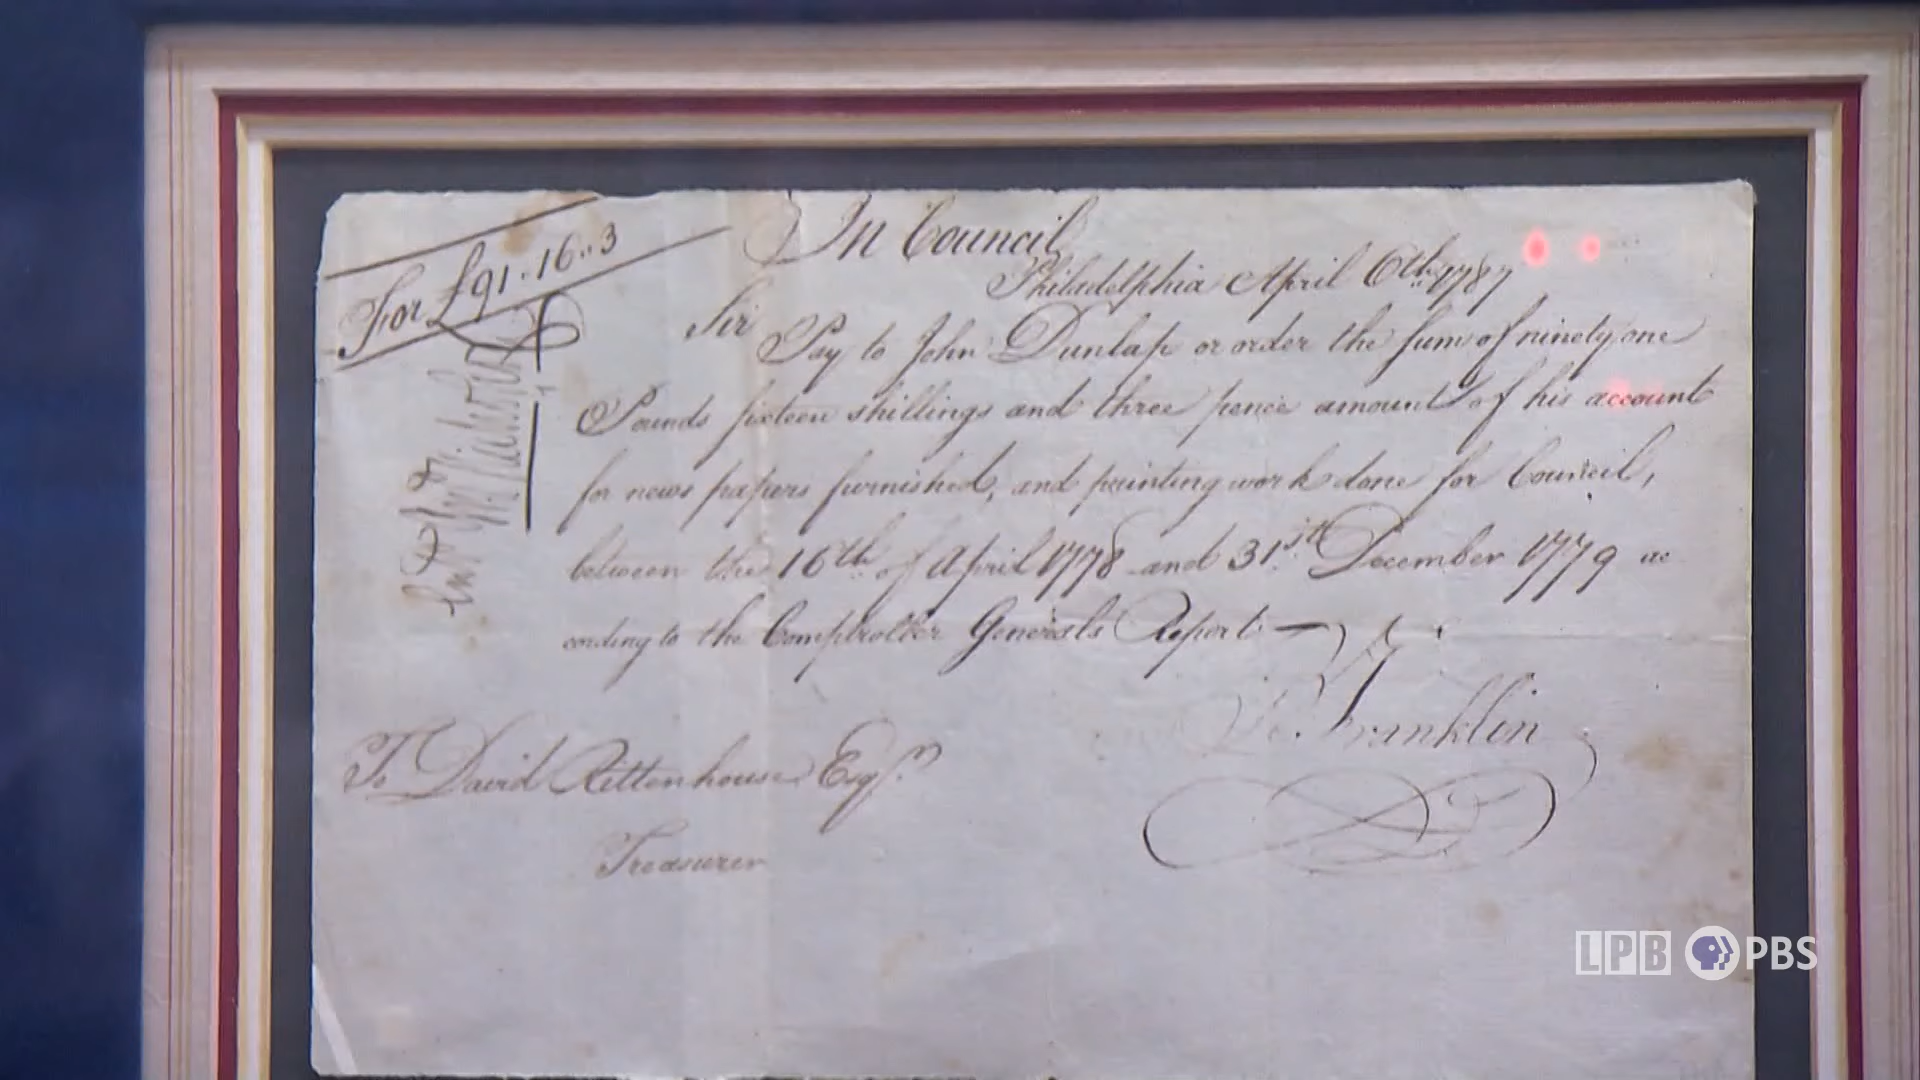 In Council
For £91..16..3
Philadelphia April 6th. 1787
Sir Pay to John Dunlap or order the sum of ninety one
Pounds sixteen shillings and three pence amount of his account
for news papers furnished, and printing work done for Council,
between the 16th. of April 1778 and 31st. December 1779 ac
cording to the Comptroller Generals Report
B. Franklin
To David Rittenhouse Esqr.
Treasurer
LPB PBS